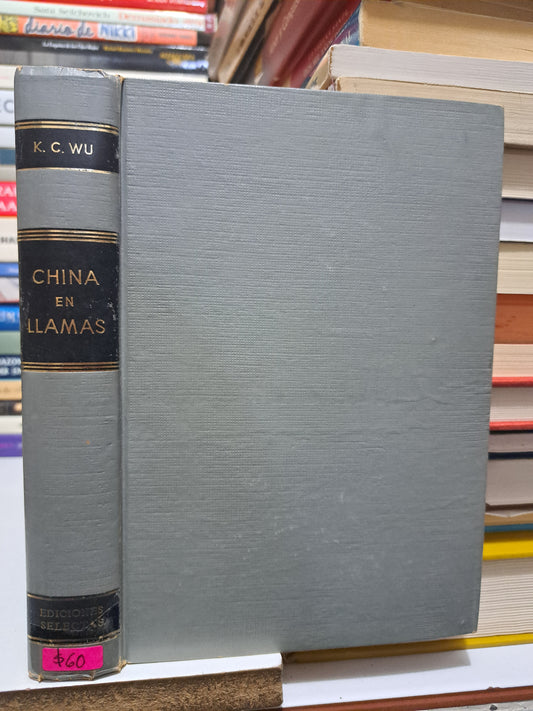 diario de Nikki
K. C. WU
CHINA
EN
LLAMAS
EDICIONES
SELECTAS
$60